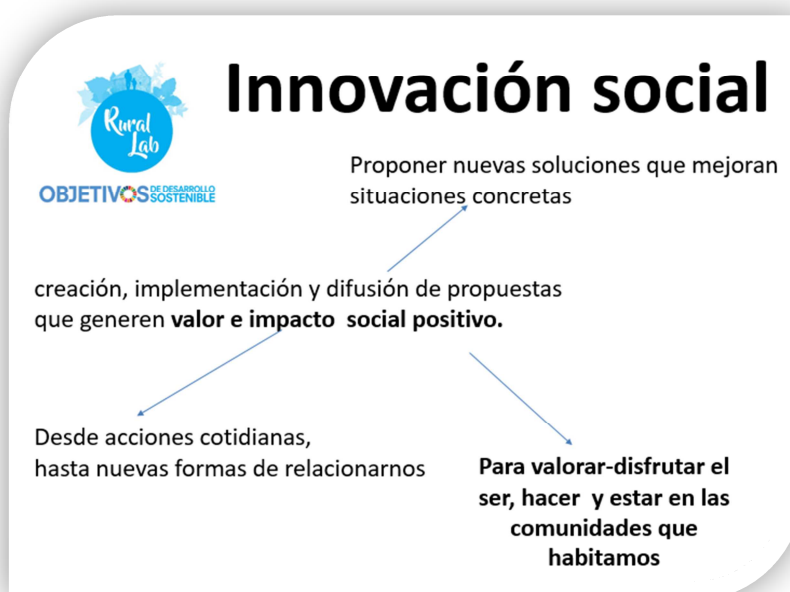 Innovación social
Rural
Lab
OBJETIVOS DE DESARROLLO
SOSTENIBLE
Proponer nuevas soluciones que mejoran
situaciones concretas
creación, implementación y difusión de propuestas
que generen valor e impacto social positivo.
Desde acciones cotidianas,
hasta nuevas formas de relacionarnos
Para valorar-disfrutar el
ser, hacer y estar en las
comunidades que
habitamos